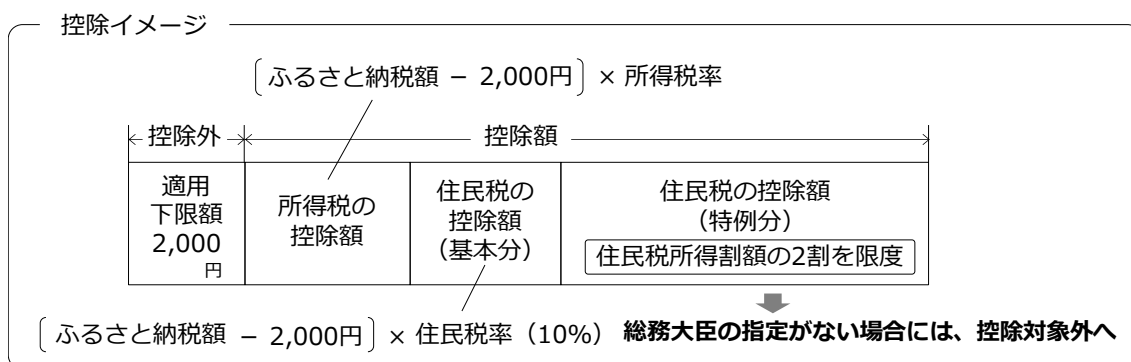 控除イメージ
〔ふるさと納税額 － 2,000円〕× 所得税率
控除外
控除額
適用
下限額
2,000
円
所得税の
控除額
住民税の
控除額
（基本分）
住民税の控除額
（特例分）
住民税所得割額の2割を限度
〔ふるさと納税額 － 2,000円〕× 住民税率（10%）
総務大臣の指定がない場合には、控除対象外へ